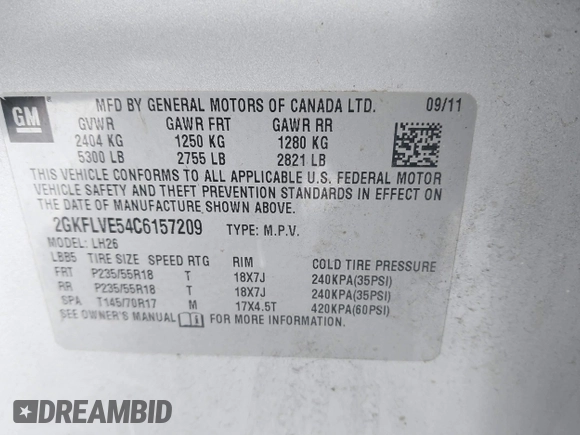 GM
MFD BY GENERAL MOTORS OF CANADA LTD. 09/11
GVWR GAWR FRT GAWR RR
2404 KG 1250 KG 1280 KG
5300 LB 2755 LB 2821 LB
THIS VEHICLE CONFORMS TO ALL APPLICABLE U.S. FEDERAL MOTOR
VEHICLE SAFETY AND THEFT PREVENTION STANDARDS IN EFFECT ON
THE DATE OF MANUFACTURE SHOWN ABOVE.
2GKFLVE54C6157209 TYPE: M.P.V.
MODEL: LH26
LBB5 TIRE SIZE SPEED RTG RIM COLD TIRE PRESSURE
FRT P235/55R18 T 18X7J 240KPA(35PSI)
RR P235/55R18 T 18X7J 240KPA(35PSI)
SPA T145/70R17 M 17X4.5T 420KPA(60PSI)
SEE OWNER'S MANUAL FOR MORE INFORMATION.
DREAMBID